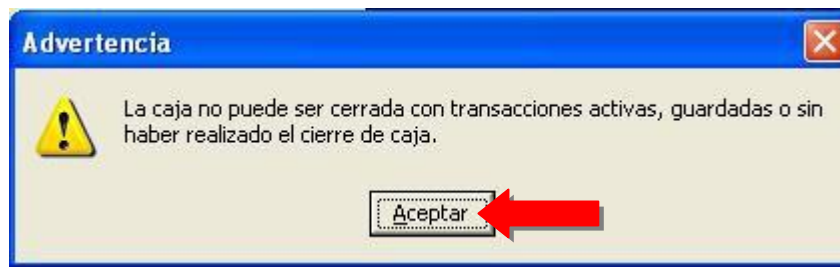 Advertencia
La caja no puede ser cerrada con transacciones activas, guardadas o sin
haber realizado el cierre de caja.
Aceptar